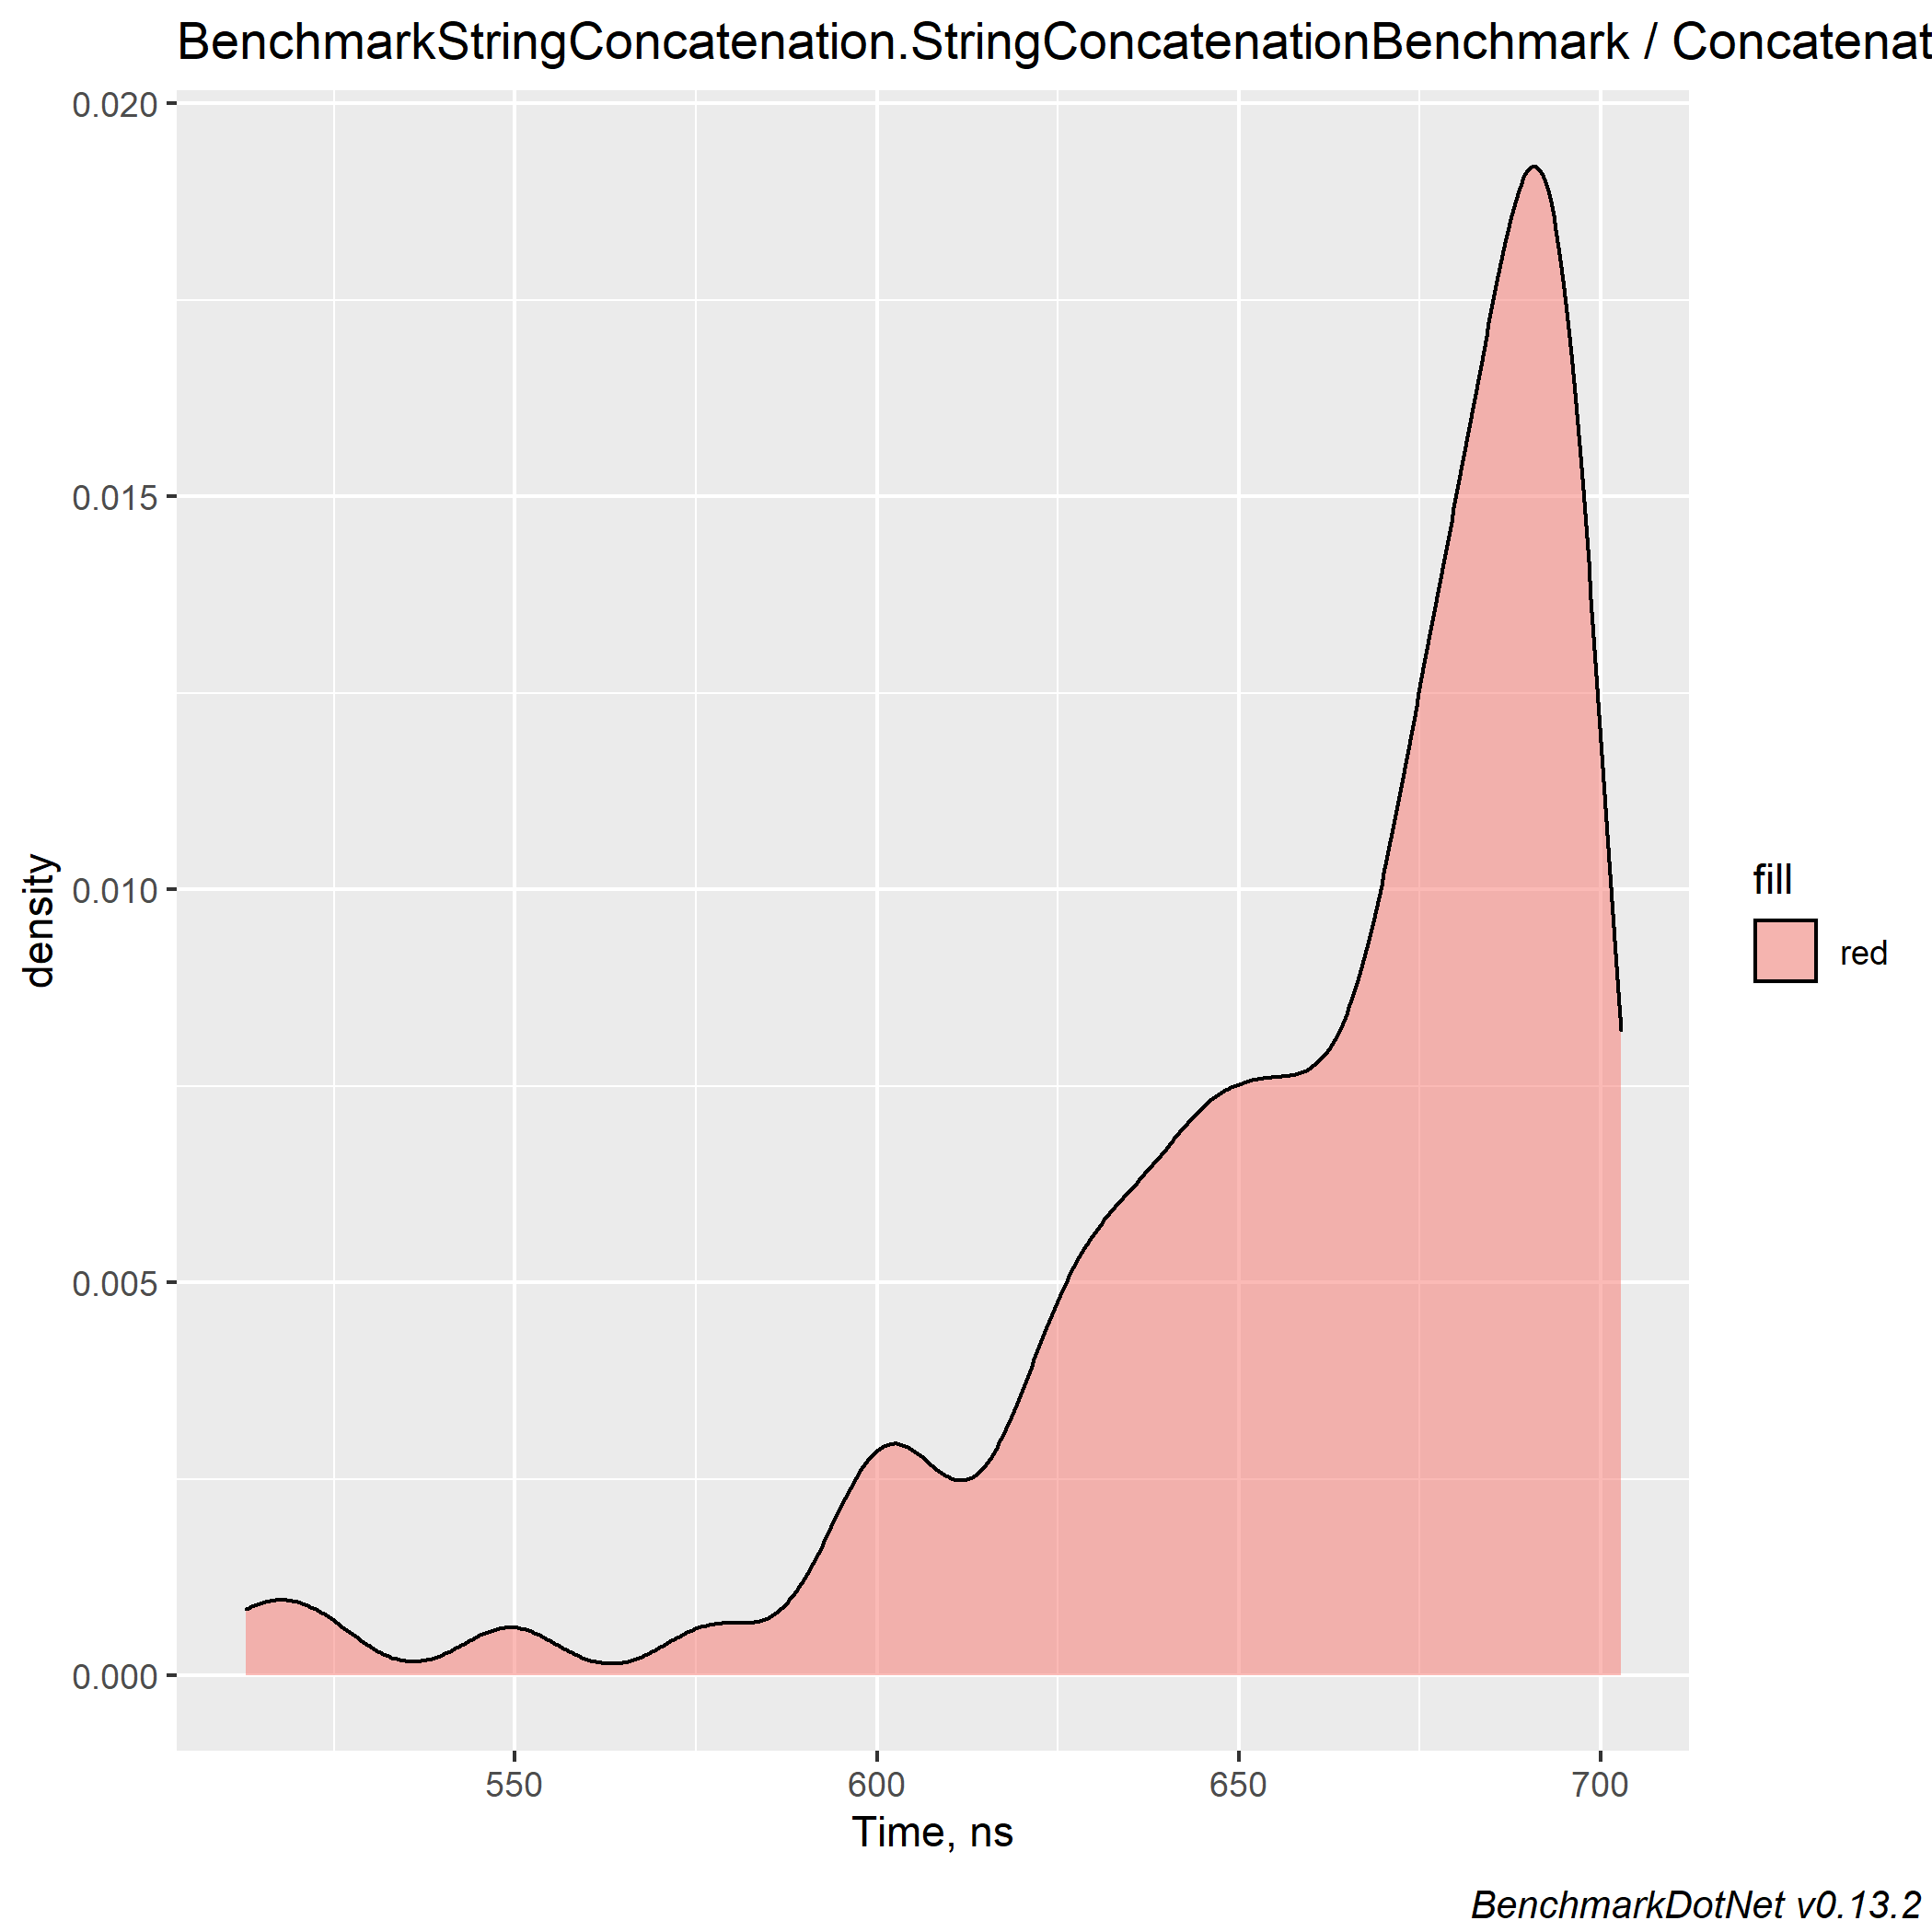 BenchmarkStringConcatenation.StringConcatenationBenchmark / Concatenat
0.020
0.015
0.010
0.005
0.000
density
550 600 650 700
Time, ns
fill
red
BenchmarkDotNet v0.13.2